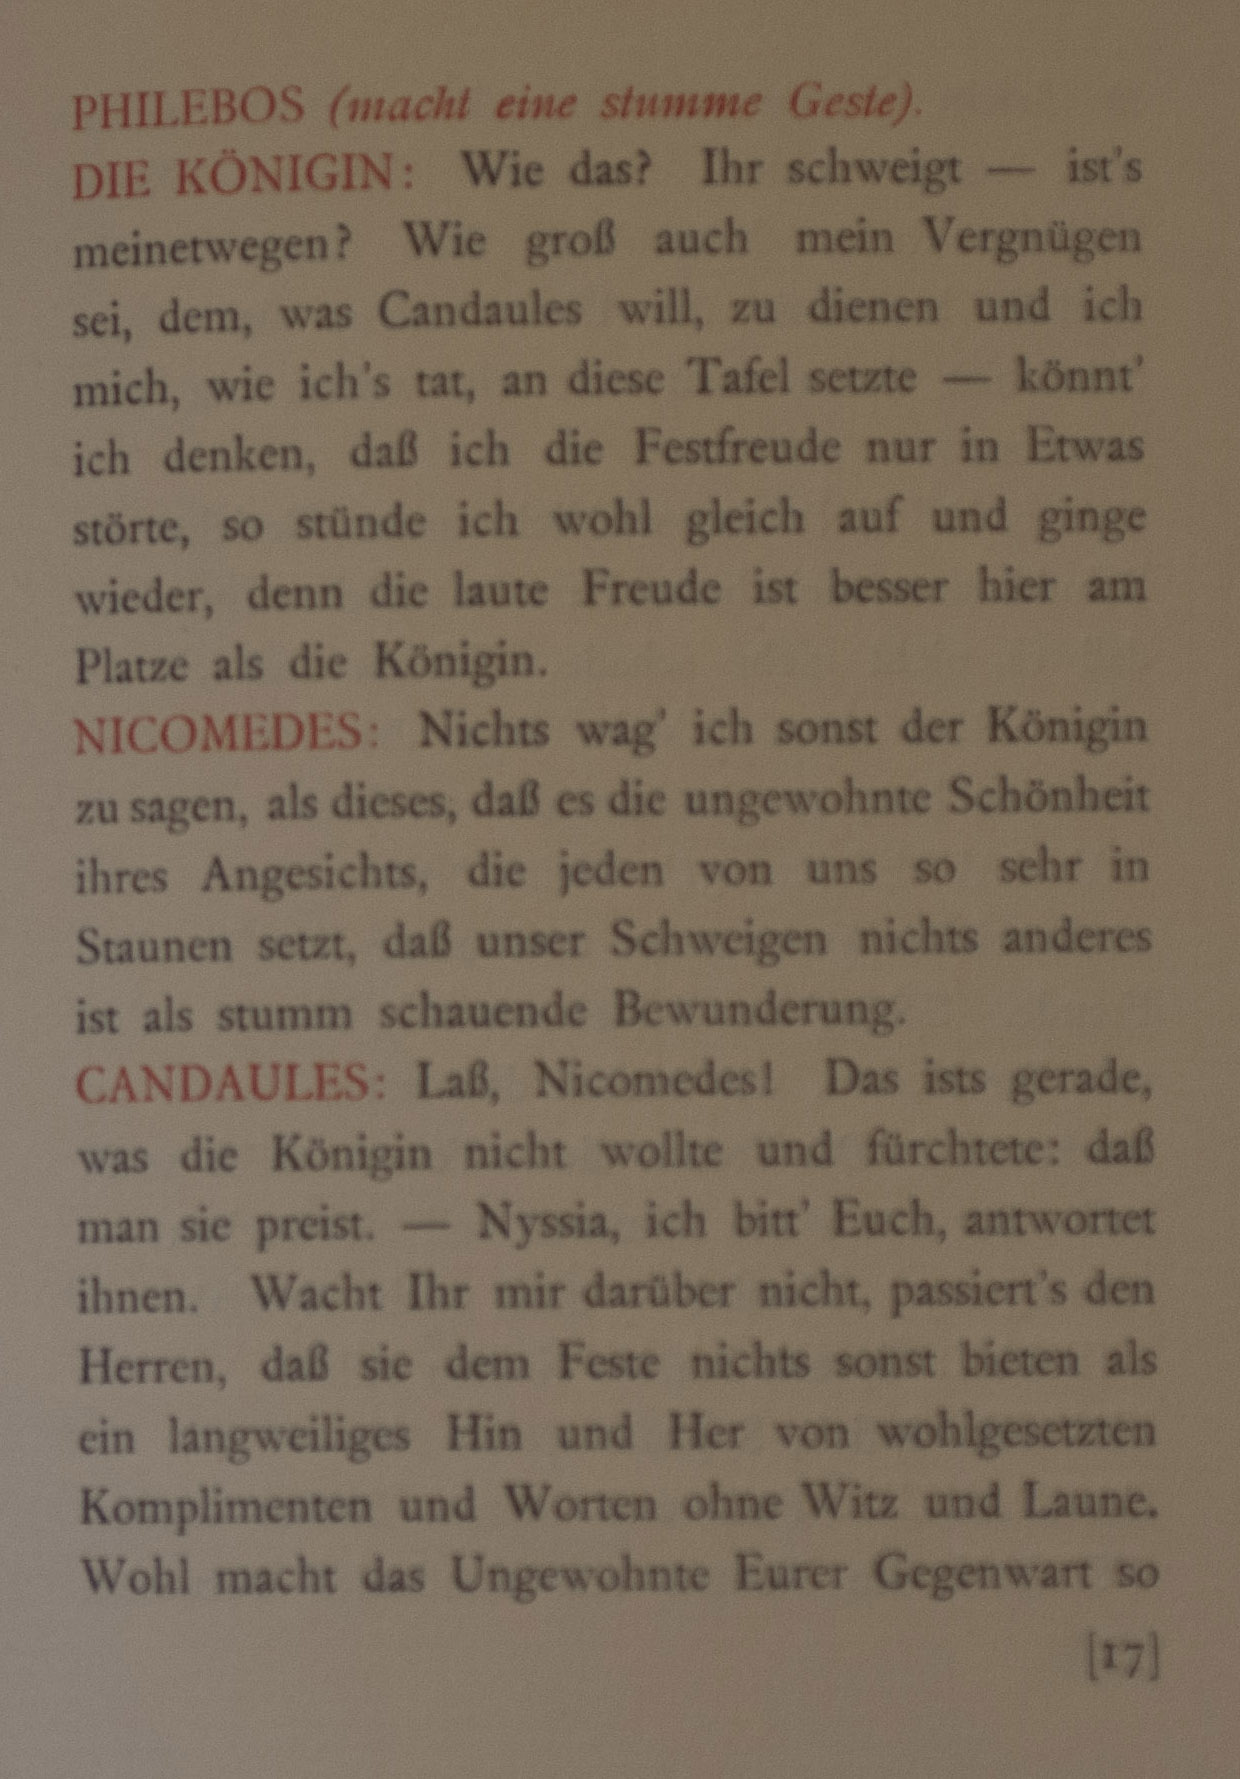 PHILEBOS (macht eine stumme Geste).
DIE KÖNIGIN: Wie das? Ihr schweigt — ist's
meinetwegen? Wie groß auch mein Vergnügen
sei, dem, was Candaules will, zu dienen und ich
mich, wie ich's tat, an diese Tafel setzte — könnt'
ich denken, daß ich die Festfreude nur in Etwas
störte, so stünde ich wohl gleich auf und ginge
wieder, denn die laute Freude ist besser hier am
Platze als die Königin.
NICOMEDES: Nichts wag' ich sonst der Königin
zu sagen, als dieses, daß es die ungewohnte Schönheit
ihres Angesichts, die jeden von uns so sehr in
Staunen setzt, daß unser Schweigen nichts anderes
ist als stumm schauende Bewunderung.
CANDAULES: Laß, Nicomedes! Das ists gerade,
was die Königin nicht wollte und fürchtete: daß
man sie preist. — Nyssia, ich bitt' Euch, antwortet
ihnen. Wacht Ihr mir darüber nicht, passiert's den
Herren, daß sie dem Feste nichts sonst bieten als
ein langweiliges Hin und Her von wohlgesetzten
Komplimenten und Worten ohne Witz und Laune.
Wohl macht das Ungewohnte Eurer Gegenwart so
[17]